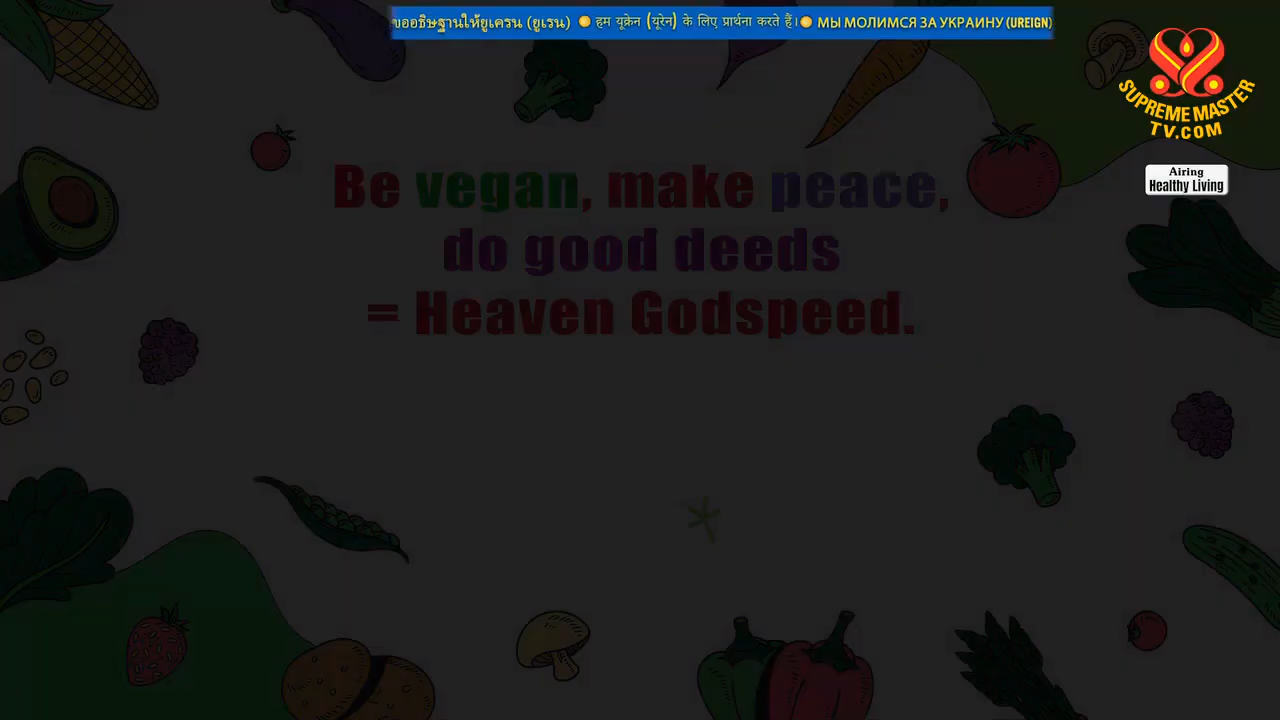 ขออธิษฐานให้ยูเครน (ยูเรน) हम यूक्रेन (यूरेन) के लिए प्रार्थना करते हैं। МЫ МОЛИМСЯ ЗА УКРАИНУ (UREIGN)
SUPREME MASTER
TV.COM
Airing
Healthy Living
Be vegan, make peace,
do good deeds
= Heaven Godspeed.